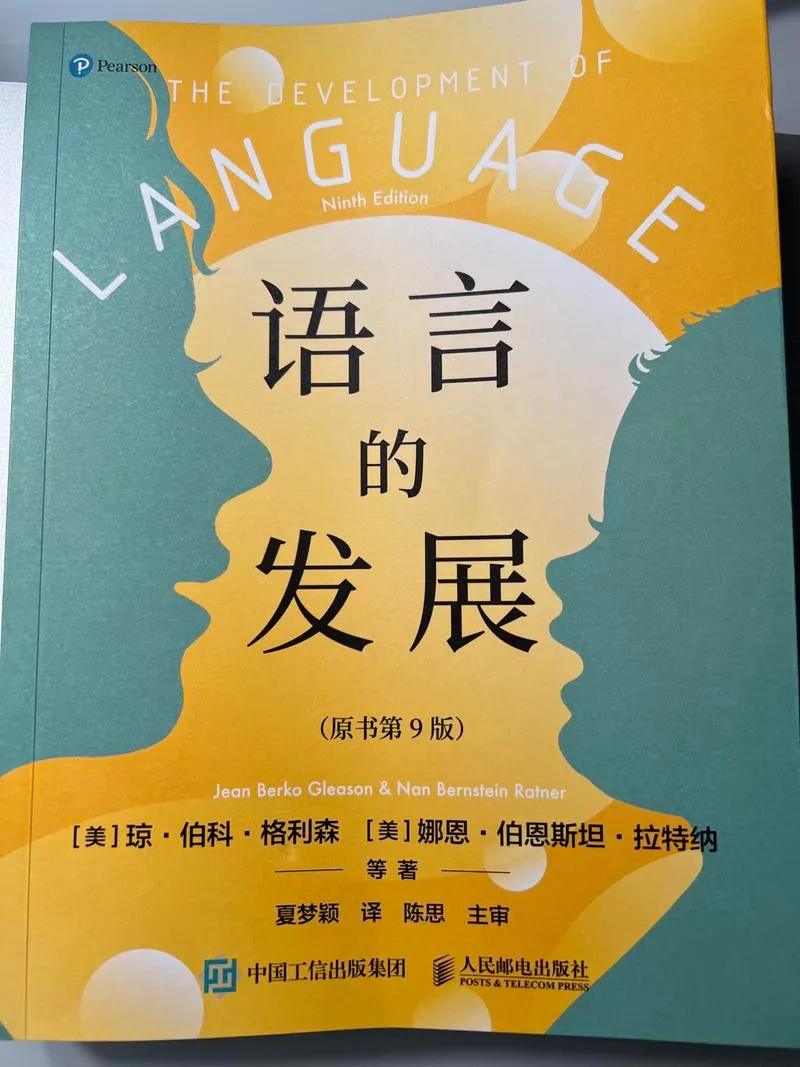 Pearson
THE DEVELOPMENT OF
LANGUAGE
Ninth Edition
语言
的
发展
（原书第 9 版）
Jean Berko Gleason & Nan Bernstein Ratner
［美］琼·伯科·格利森 ［美］娜恩·伯恩斯坦·拉特纳
等著
夏梦颖 译 陈思 主审
中国工信出版集团 人民邮电出版社
POSTS & TELECOM PRESS